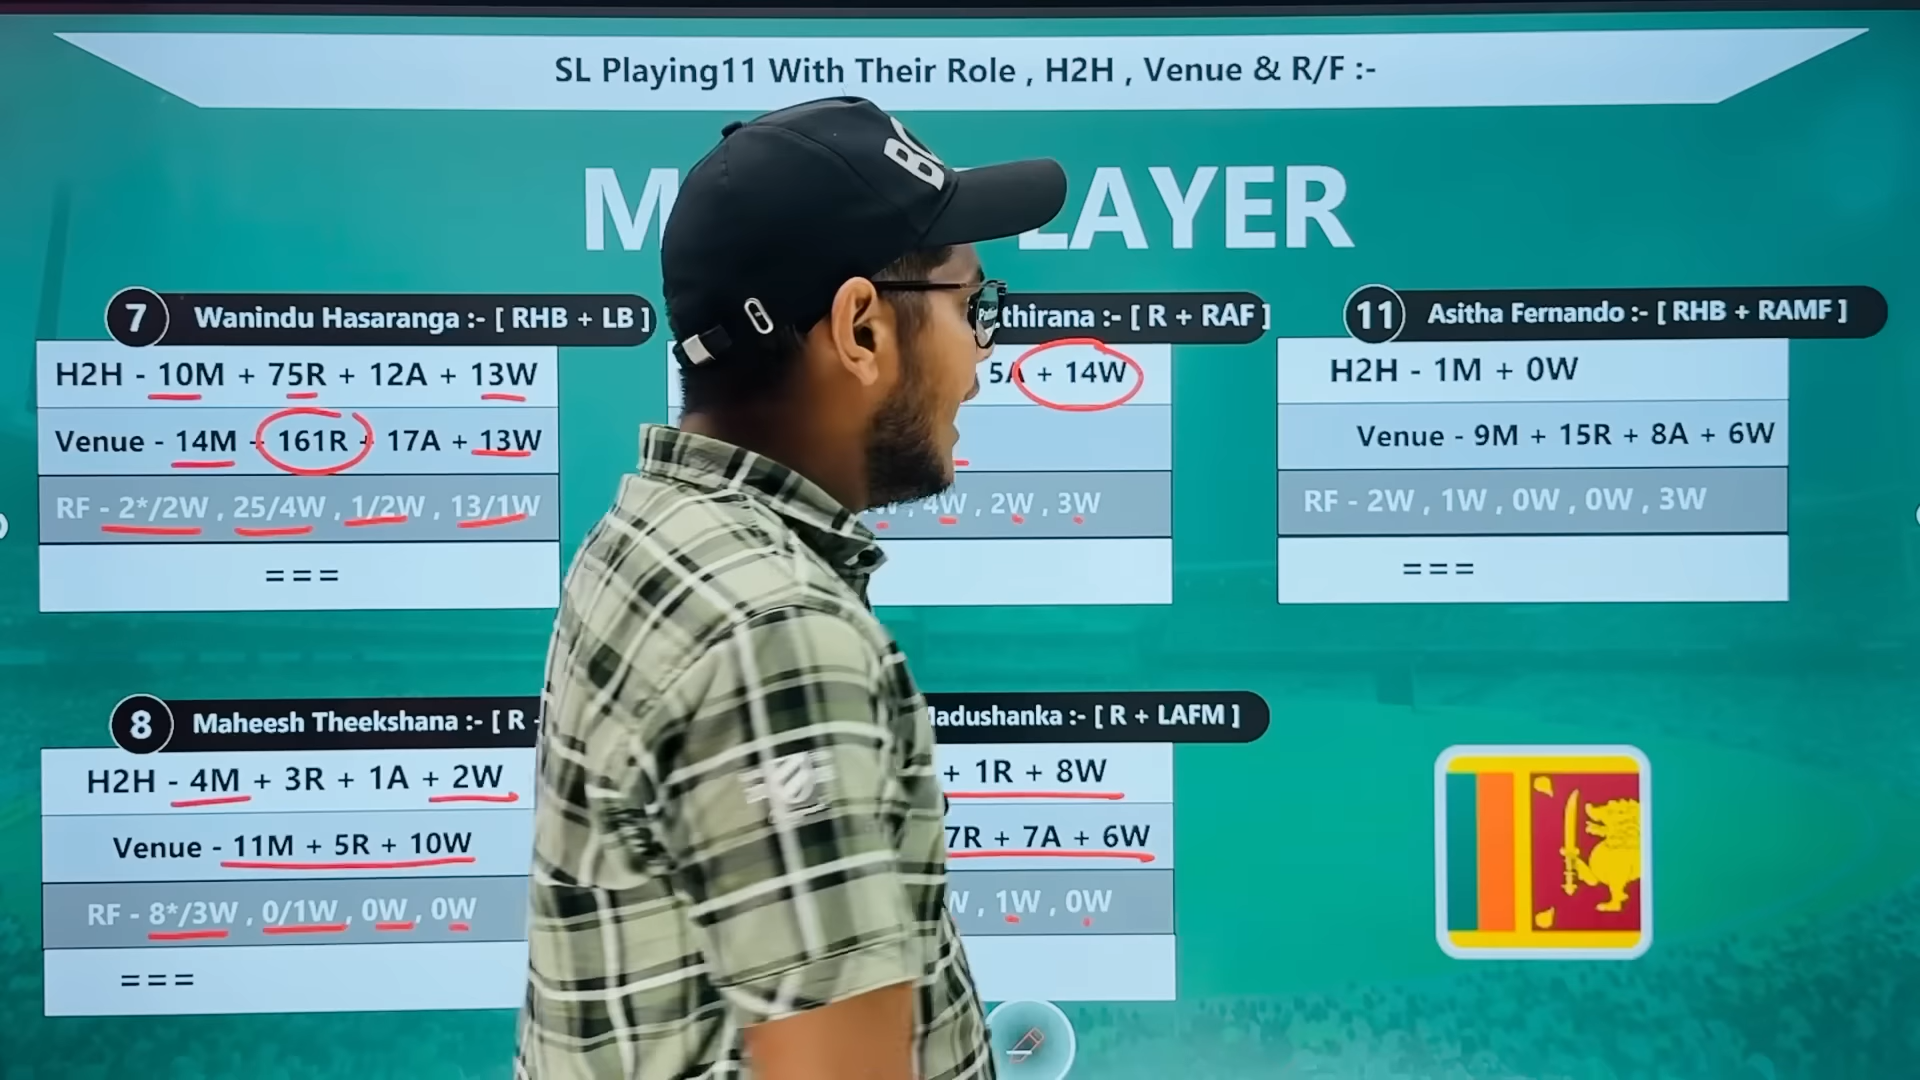 SL Playing11 With Their Role , H2H , Venue & R/F :-
LAYER
7 Wanindu Hasaranga :- [ RHB + LB ]
H2H - 10M + 75R + 12A + 13W
Venue - 14M + 161R + 17A + 13W
RF - 2*/2W , 25/4W , 1/2W , 13/1W
===
thirana :- [ R + RAF ]
5A + 14W
, 4W , 2W , 3W
11 Asitha Fernando :- [ RHB + RAMF ]
H2H - 1M + 0W
Venue - 9M + 15R + 8A + 6W
RF - 2W , 1W , 0W , 0W , 3W
===
8 Maheesh Theekshana :- [ R
H2H - 4M + 3R + 1A + 2W
Venue - 11M + 5R + 10W
RF - 8*/3W , 0/1W , 0W , 0W
===
adushanka :- [ R + LAFM ]
+ 1R + 8W
7R + 7A + 6W
, 1W , 0W